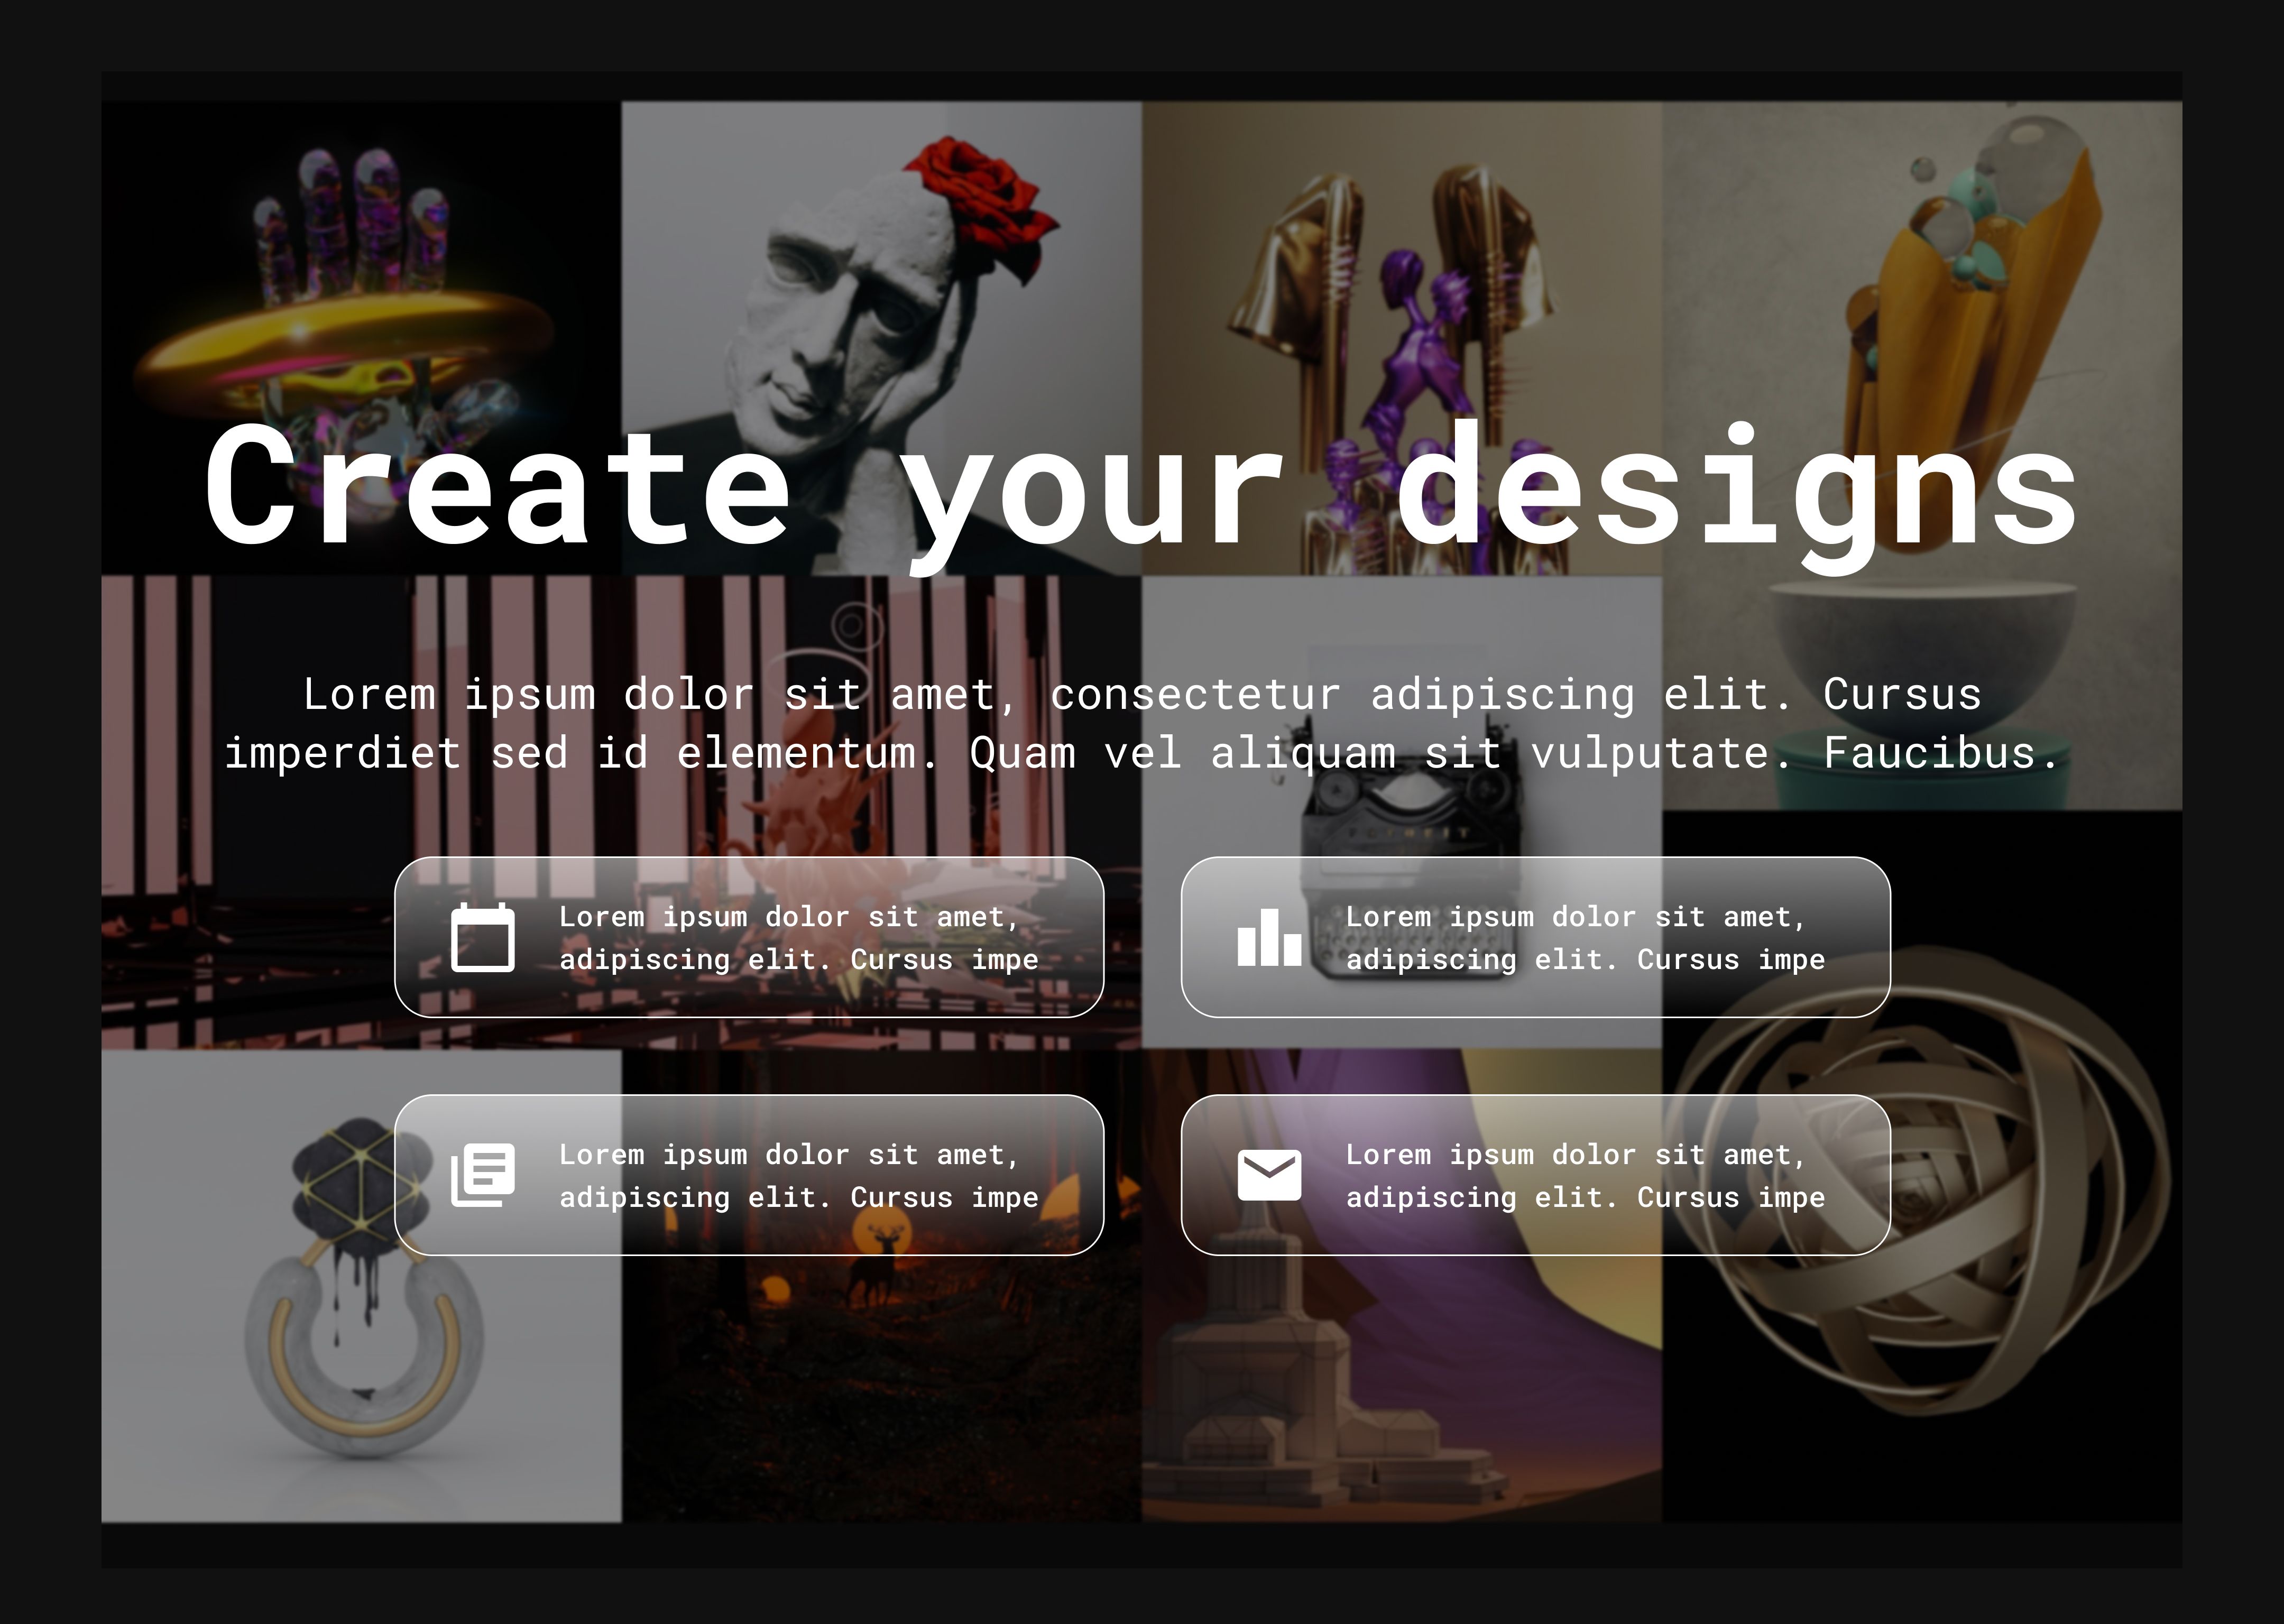 Create your designs
Lorem ipsum dolor sit amet, consectetur adipiscing elit. Cursus
imperdiet sed id elementum. Quam vel aliquam sit vulputate. Faucibus.
Lorem ipsum dolor sit amet,
adipiscing elit. Cursus impe
Lorem ipsum dolor sit amet,
adipiscing elit. Cursus impe
Lorem ipsum dolor sit amet,
adipiscing elit. Cursus impe
Lorem ipsum dolor sit amet,
adipiscing elit. Cursus impe